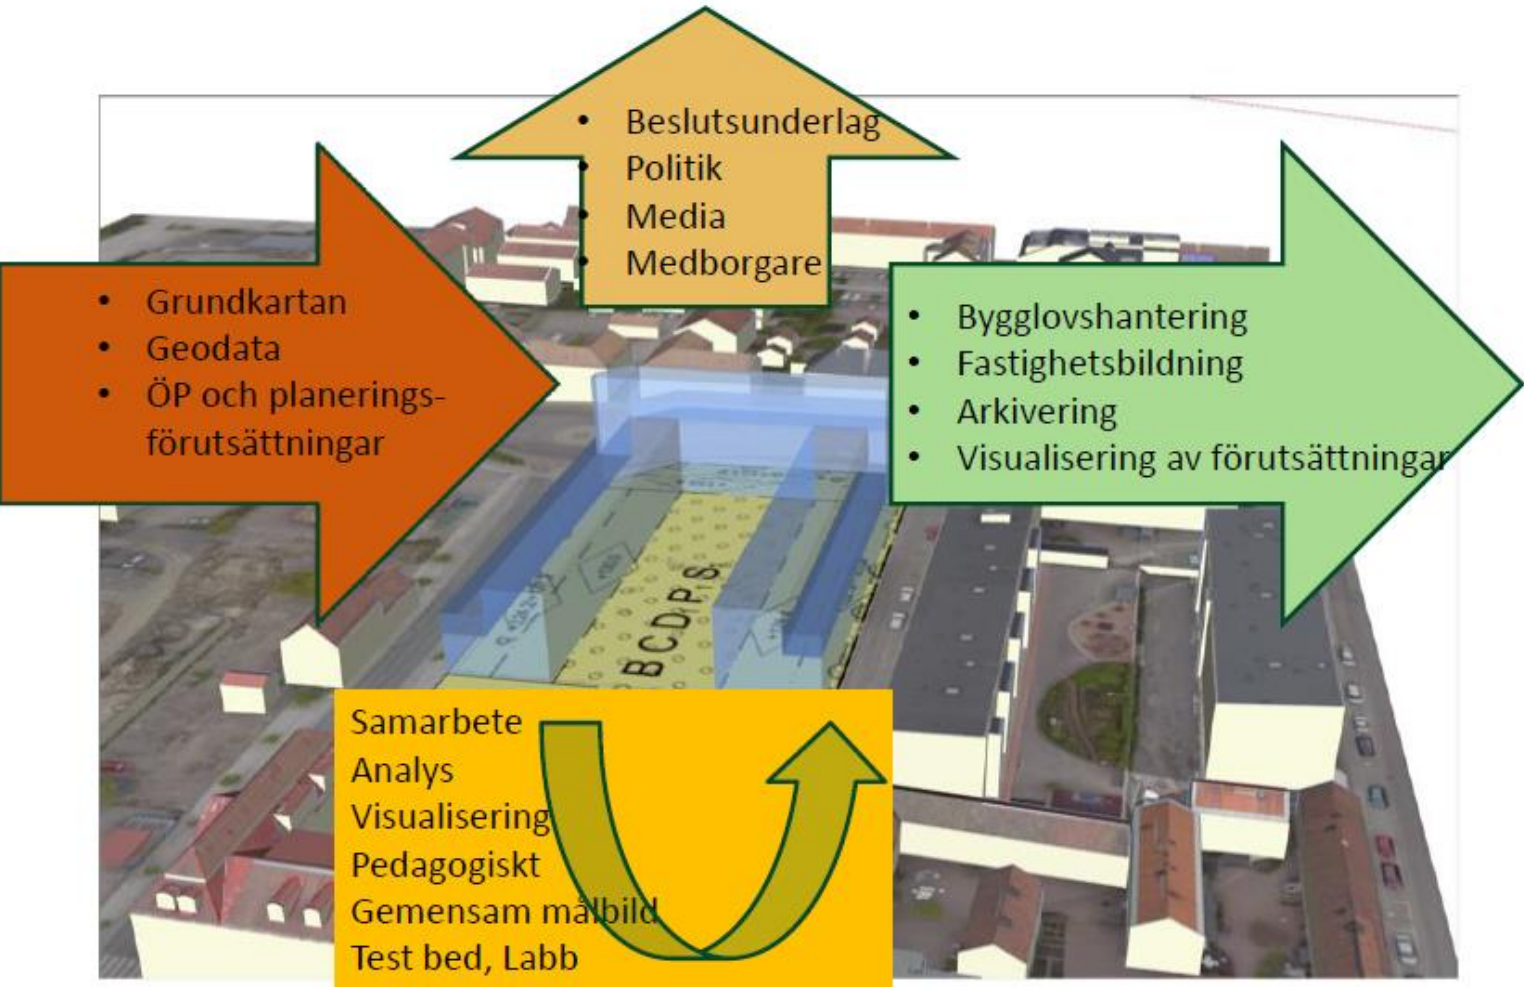 • Beslutsunderlag
• Politik
• Media
• Medborgare
• Grundkartan
• Geodata
• ÖP och planerings-
förutsättningar
• Bygglovshantering
• Fastighetsbildning
• Arkivering
• Visualisering av förutsättningar
BCDPS
Samarbete
Analys
Visualisering
Pedagogiskt
Gemensam målbild
Test bed, Labb